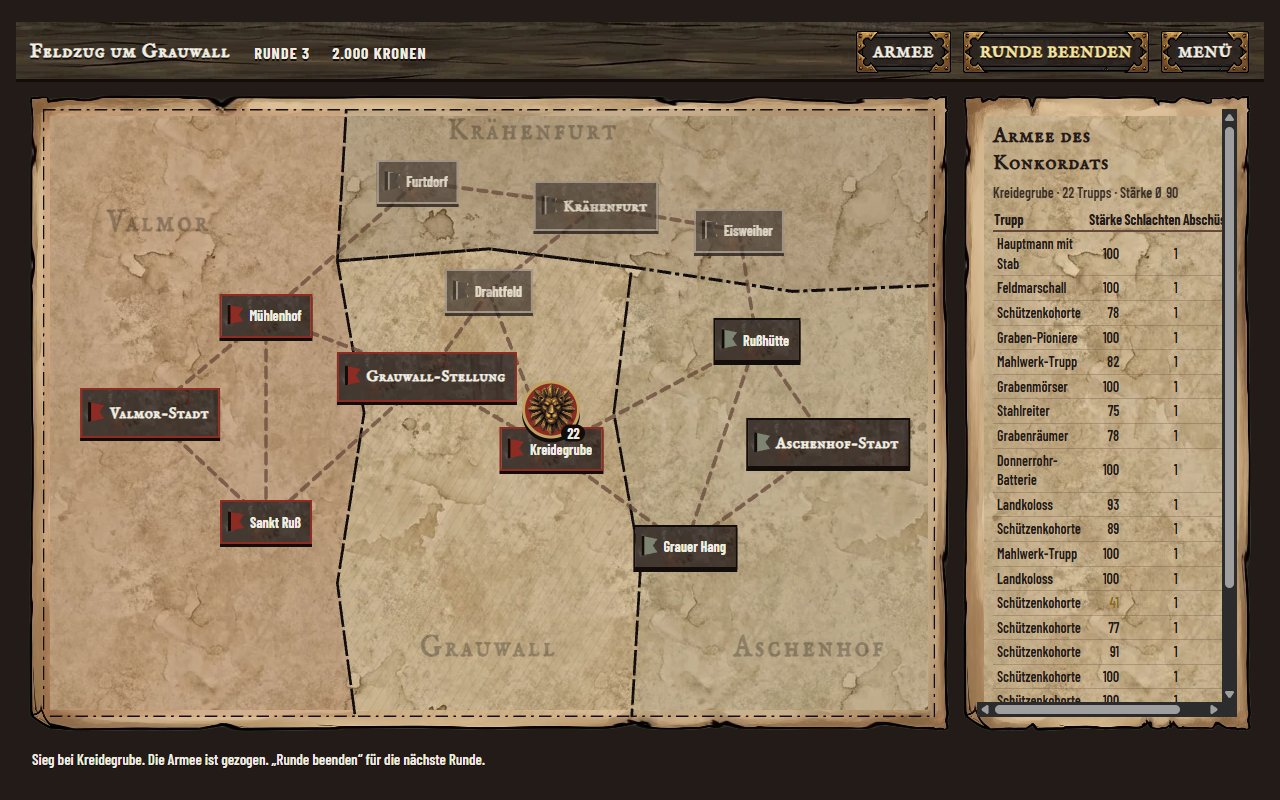 Feldzug um Grauwall RUNDE 3 2.000 KRONEN ARMEE RUNDE BEENDEN MENÜ
Krähenfurt
Furtdorf
Krähenfurt
Valmor
Eisweiher
Drahtfeld
Mühlenhof
Rußhütte
Grauwall-Stellung
Valmor-Stadt
22
Aschenhof-Stadt
Kreidegrube
Sankt Ruß
Grauer Hang
Grauwall
Aschenhof
Armee des
Konkordats
Kreidegrube · 22 Trupps · Stärke Ø 90
Trupp Stärke Schlachten Abschüs
Hauptmann mit
Stab 100 1
Feldmarschall 100 1
Schützenkohorte 78 1
Graben-Pioniere 100 1
Mahlwerk-Trupp 82 1
Grabenmörser 100 1
Stahlreiter 75 1
Grabenräumer 78 1
Donnerrohr-
Batterie 100 1
Landkoloss 93 1
Schützenkohorte 89 1
Mahlwerk-Trupp 100 1
Landkoloss 100 1
Schützenkohorte 41 1
Schützenkohorte 77 1
Schützenkohorte 91 1
Schützenkohorte 100 1
Schützenkohorte 100 1
Sieg bei Kreidegrube. Die Armee ist gezogen. „Runde beenden“ für die nächste Runde.